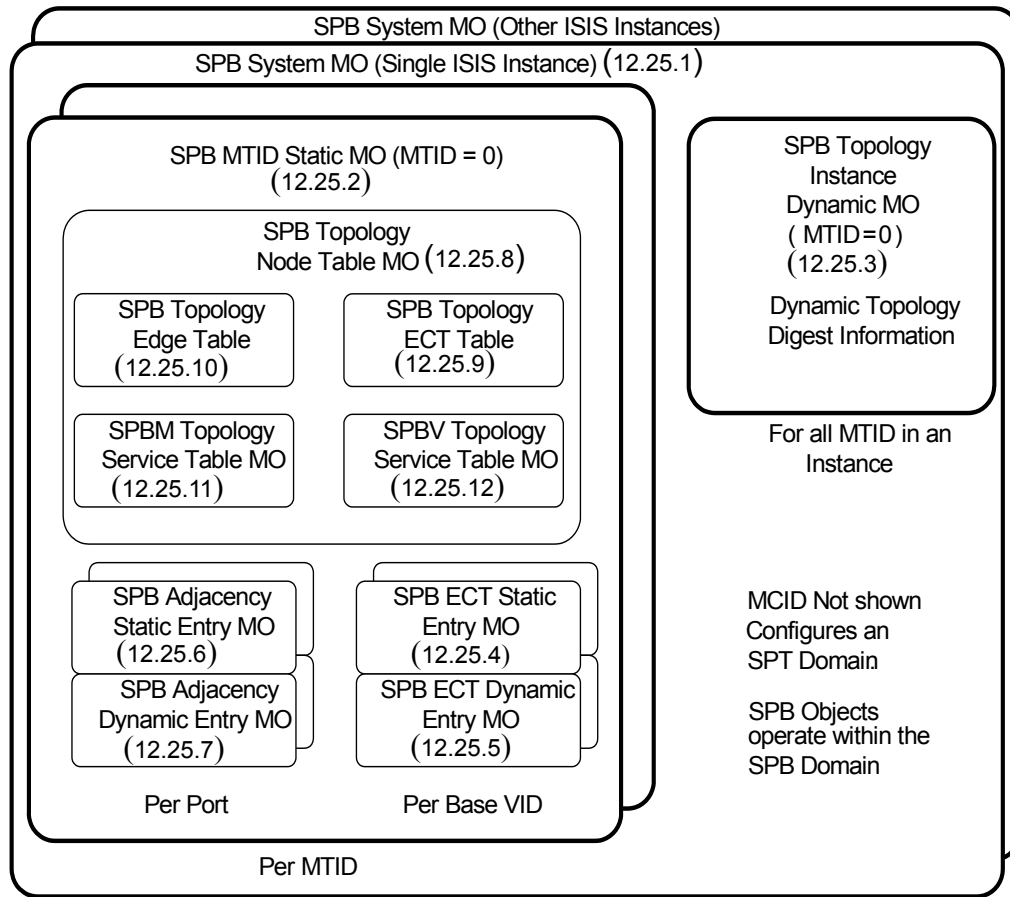 SPB System MO (Other ISIS Instances)
SPB System MO (Single ISIS Instance) (12.25.1)
SPB MTID Static MO (MTID = 0)
(12.25.2)
SPB Topology
Node Table MO (12.25.8)
SPB Topology
Edge Table
(12.25.10)
SPB Topology
ECT Table
(12.25.9)
SPBM Topology
Service Table MO
(12.25.11)
SPBV Topology
Service Table MO
(12.25.12)
SPB Adjacency
Static Entry MO
(12.25.6)
SPB ECT Static
Entry MO
(12.25.4)
SPB Adjacency
Dynamic Entry MO
(12.25.7)
SPB ECT Dynamic
Entry MO
(12.25.5)
Per Port
Per Base VID
Per MTID
SPB Topology
Instance
Dynamic MO
( MTID=0)
(12.25.3)
Dynamic Topology
Digest Information
For all MTID in an
Instance
MCID Not shown
Configures an
SPT Domain.
SPB Objects
operate within the
SPB Domain